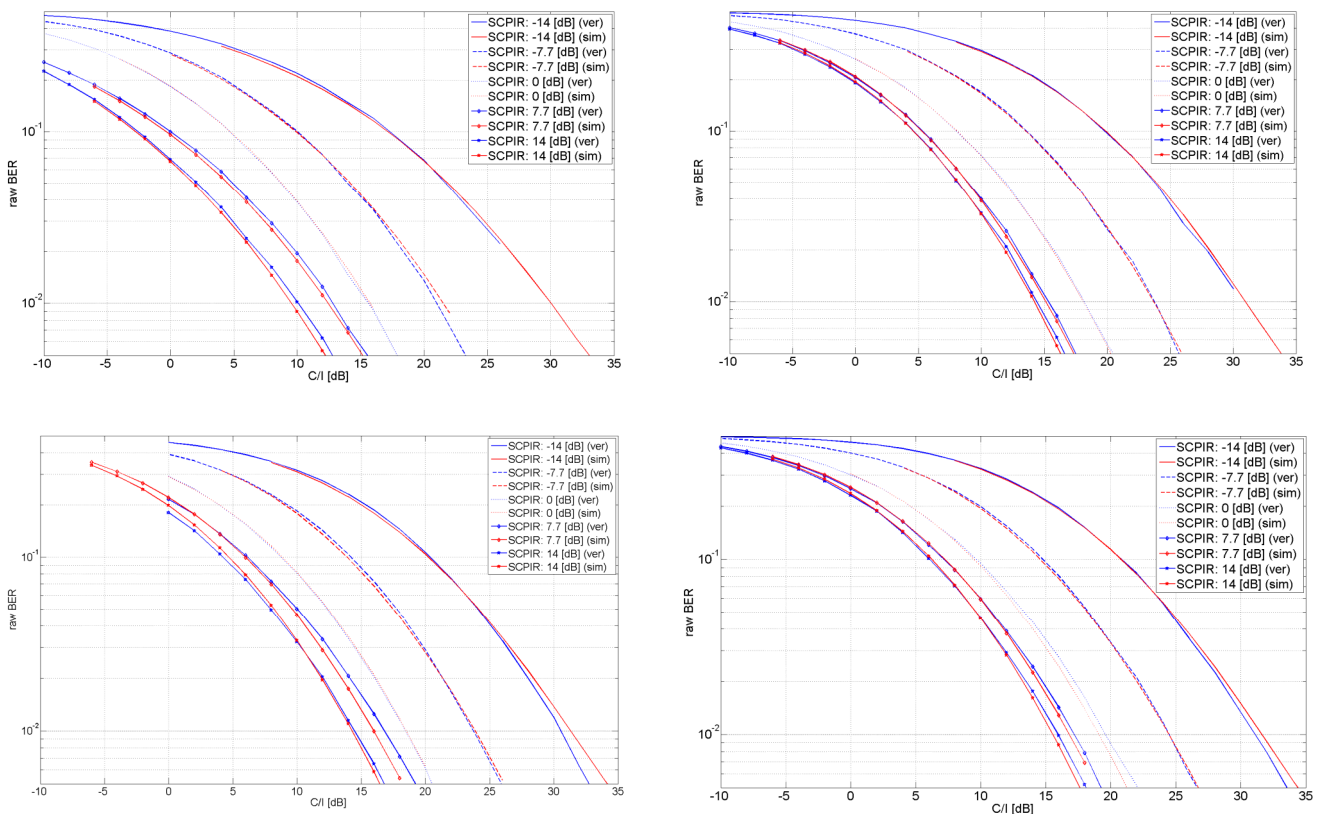 SCPIR: -14 [dB] (ver)
SCPIR: -14 [dB] (sim)
SCPIR: -7.7 [dB] (ver)
SCPIR: -7.7 [dB] (sim)
SCPIR: 0 [dB] (ver)
SCPIR: 0 [dB] (sim)
SCPIR: 7.7 [dB] (ver)
SCPIR: 7.7 [dB] (sim)
SCPIR: 14 [dB] (ver)
SCPIR: 14 [dB] (sim)
raw BER
10-1
10-2
-10 -5 0 5 10 15 20 25 30 35
C/I [dB]
SCPIR: -14 [dB] (ver)
SCPIR: -14 [dB] (sim)
SCPIR: -7.7 [dB] (ver)
SCPIR: -7.7 [dB] (sim)
SCPIR: 0 [dB] (ver)
SCPIR: 0 [dB] (sim)
SCPIR: 7.7 [dB] (ver)
SCPIR: 7.7 [dB] (sim)
SCPIR: 14 [dB] (ver)
SCPIR: 14 [dB] (sim)
raw BER
10-1
10-2
-10 -5 0 5 10 15 20 25 30 35
C/I [dB]
SCPIR: -14 [dB] (ver)
SCPIR: -14 [dB] (sim)
SCPIR: -7.7 [dB] (ver)
SCPIR: -7.7 [dB] (sim)
SCPIR: 0 [dB] (ver)
SCPIR: 0 [dB] (sim)
SCPIR: 7.7 [dB] (ver)
SCPIR: 7.7 [dB] (sim)
SCPIR: 14 [dB] (ver)
SCPIR: 14 [dB] (sim)
raw BER
10-1
10-2
-10 -5 0 5 10 15 20 25 30 35
C/I [dB]
SCPIR: -14 [dB] (ver)
SCPIR: -14 [dB] (sim)
SCPIR: -7.7 [dB] (ver)
SCPIR: -7.7 [dB] (sim)
SCPIR: 0 [dB] (ver)
SCPIR: 0 [dB] (sim)
SCPIR: 7.7 [dB] (ver)
SCPIR: 7.7 [dB] (sim)
SCPIR: 14 [dB] (ver)
SCPIR: 14 [dB] (sim)
raw BER
10-1
10-2
-10 -5 0 5 10 15 20 25 30 35
C/I [dB]